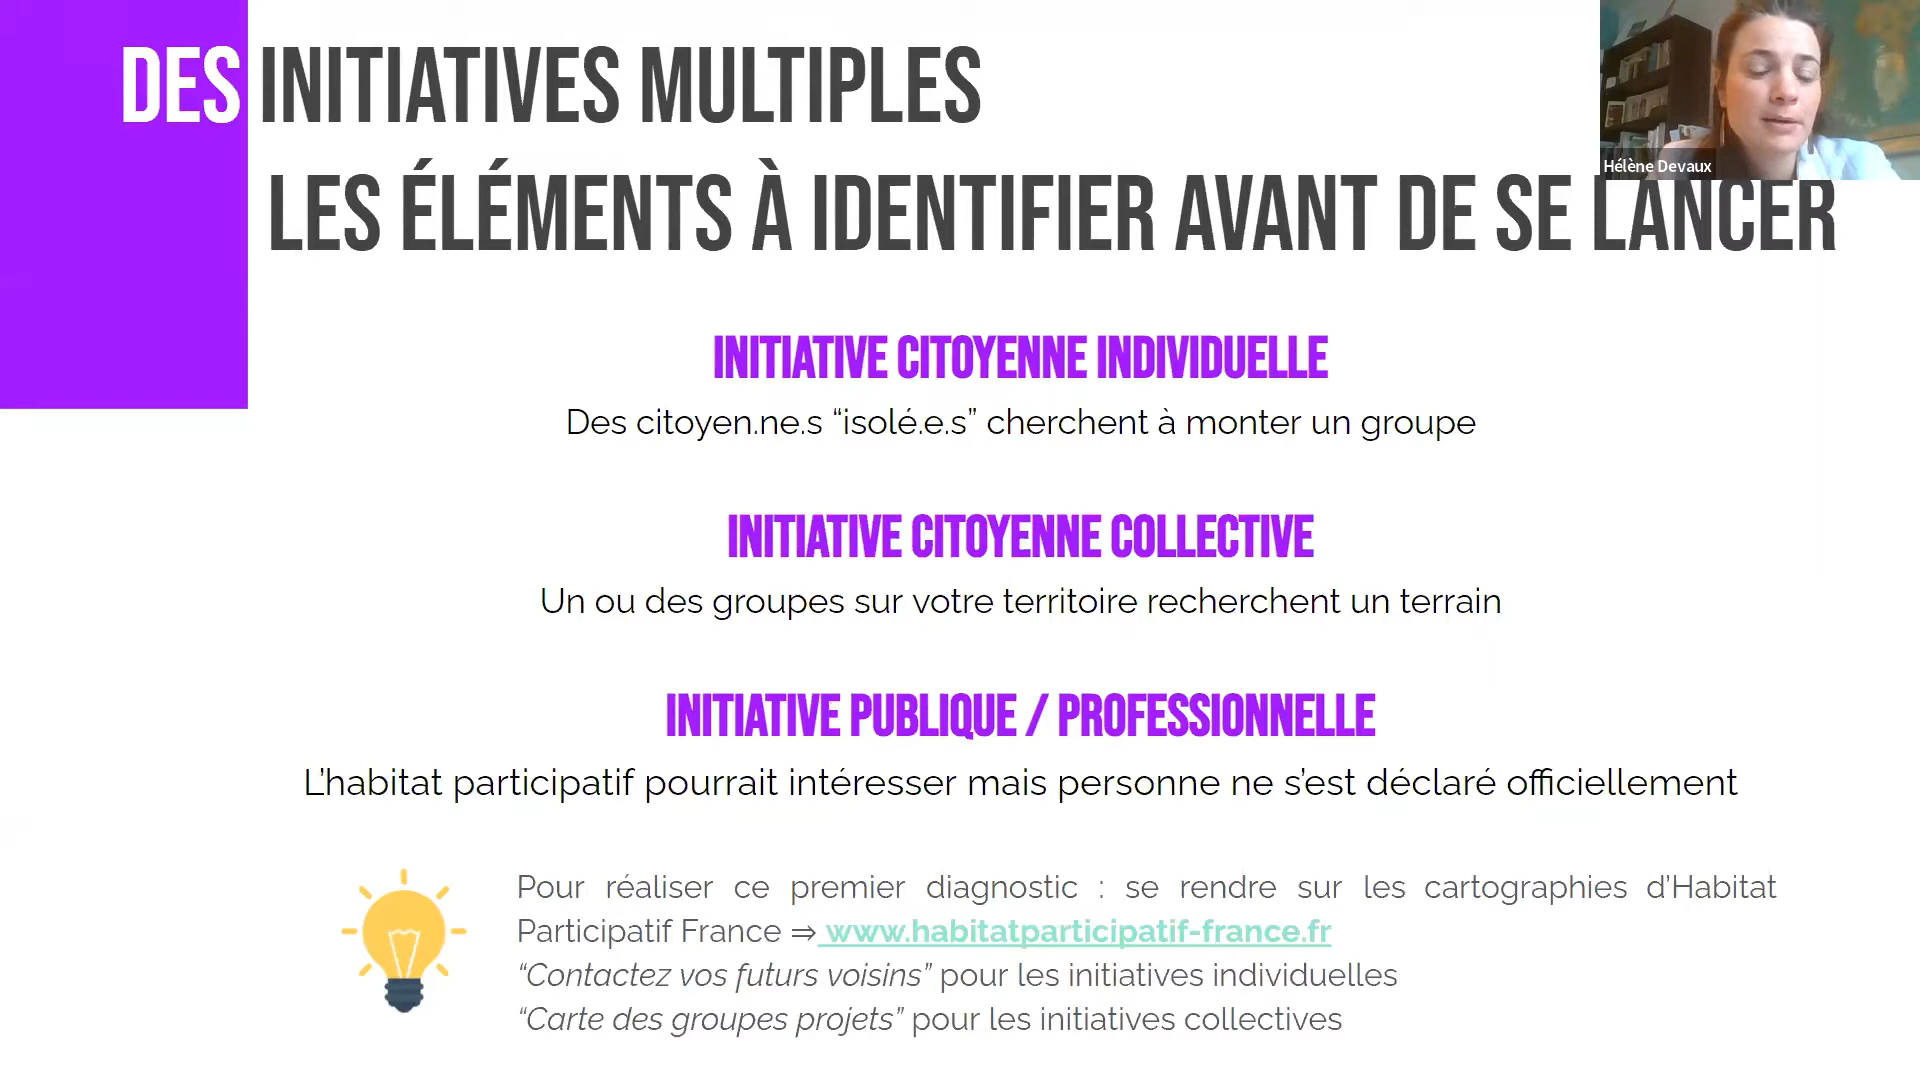 DES INITIATIVES MULTIPLES
LES ÉLÉMENTS À IDENTIFIER AVANT DE SE LANCER
Hélène Devaux
INITIATIVE CITOYENNE INDIVIDUELLE
Des citoyen.ne.s “isolé.e.s” cherchent à monter un groupe
INITIATIVE CITOYENNE COLLECTIVE
Un ou des groupes sur votre territoire recherchent un terrain
INITIATIVE PUBLIQUE / PROFESSIONNELLE
L’habitat participatif pourrait intéresser mais personne ne s’est déclaré officiellement
Pour réaliser ce premier diagnostic : se rendre sur les cartographies d’Habitat
Participatif France ⇒ www.habitatparticipatif-france.fr
“Contactez vos futurs voisins” pour les initiatives individuelles
“Carte des groupes projets” pour les initiatives collectives